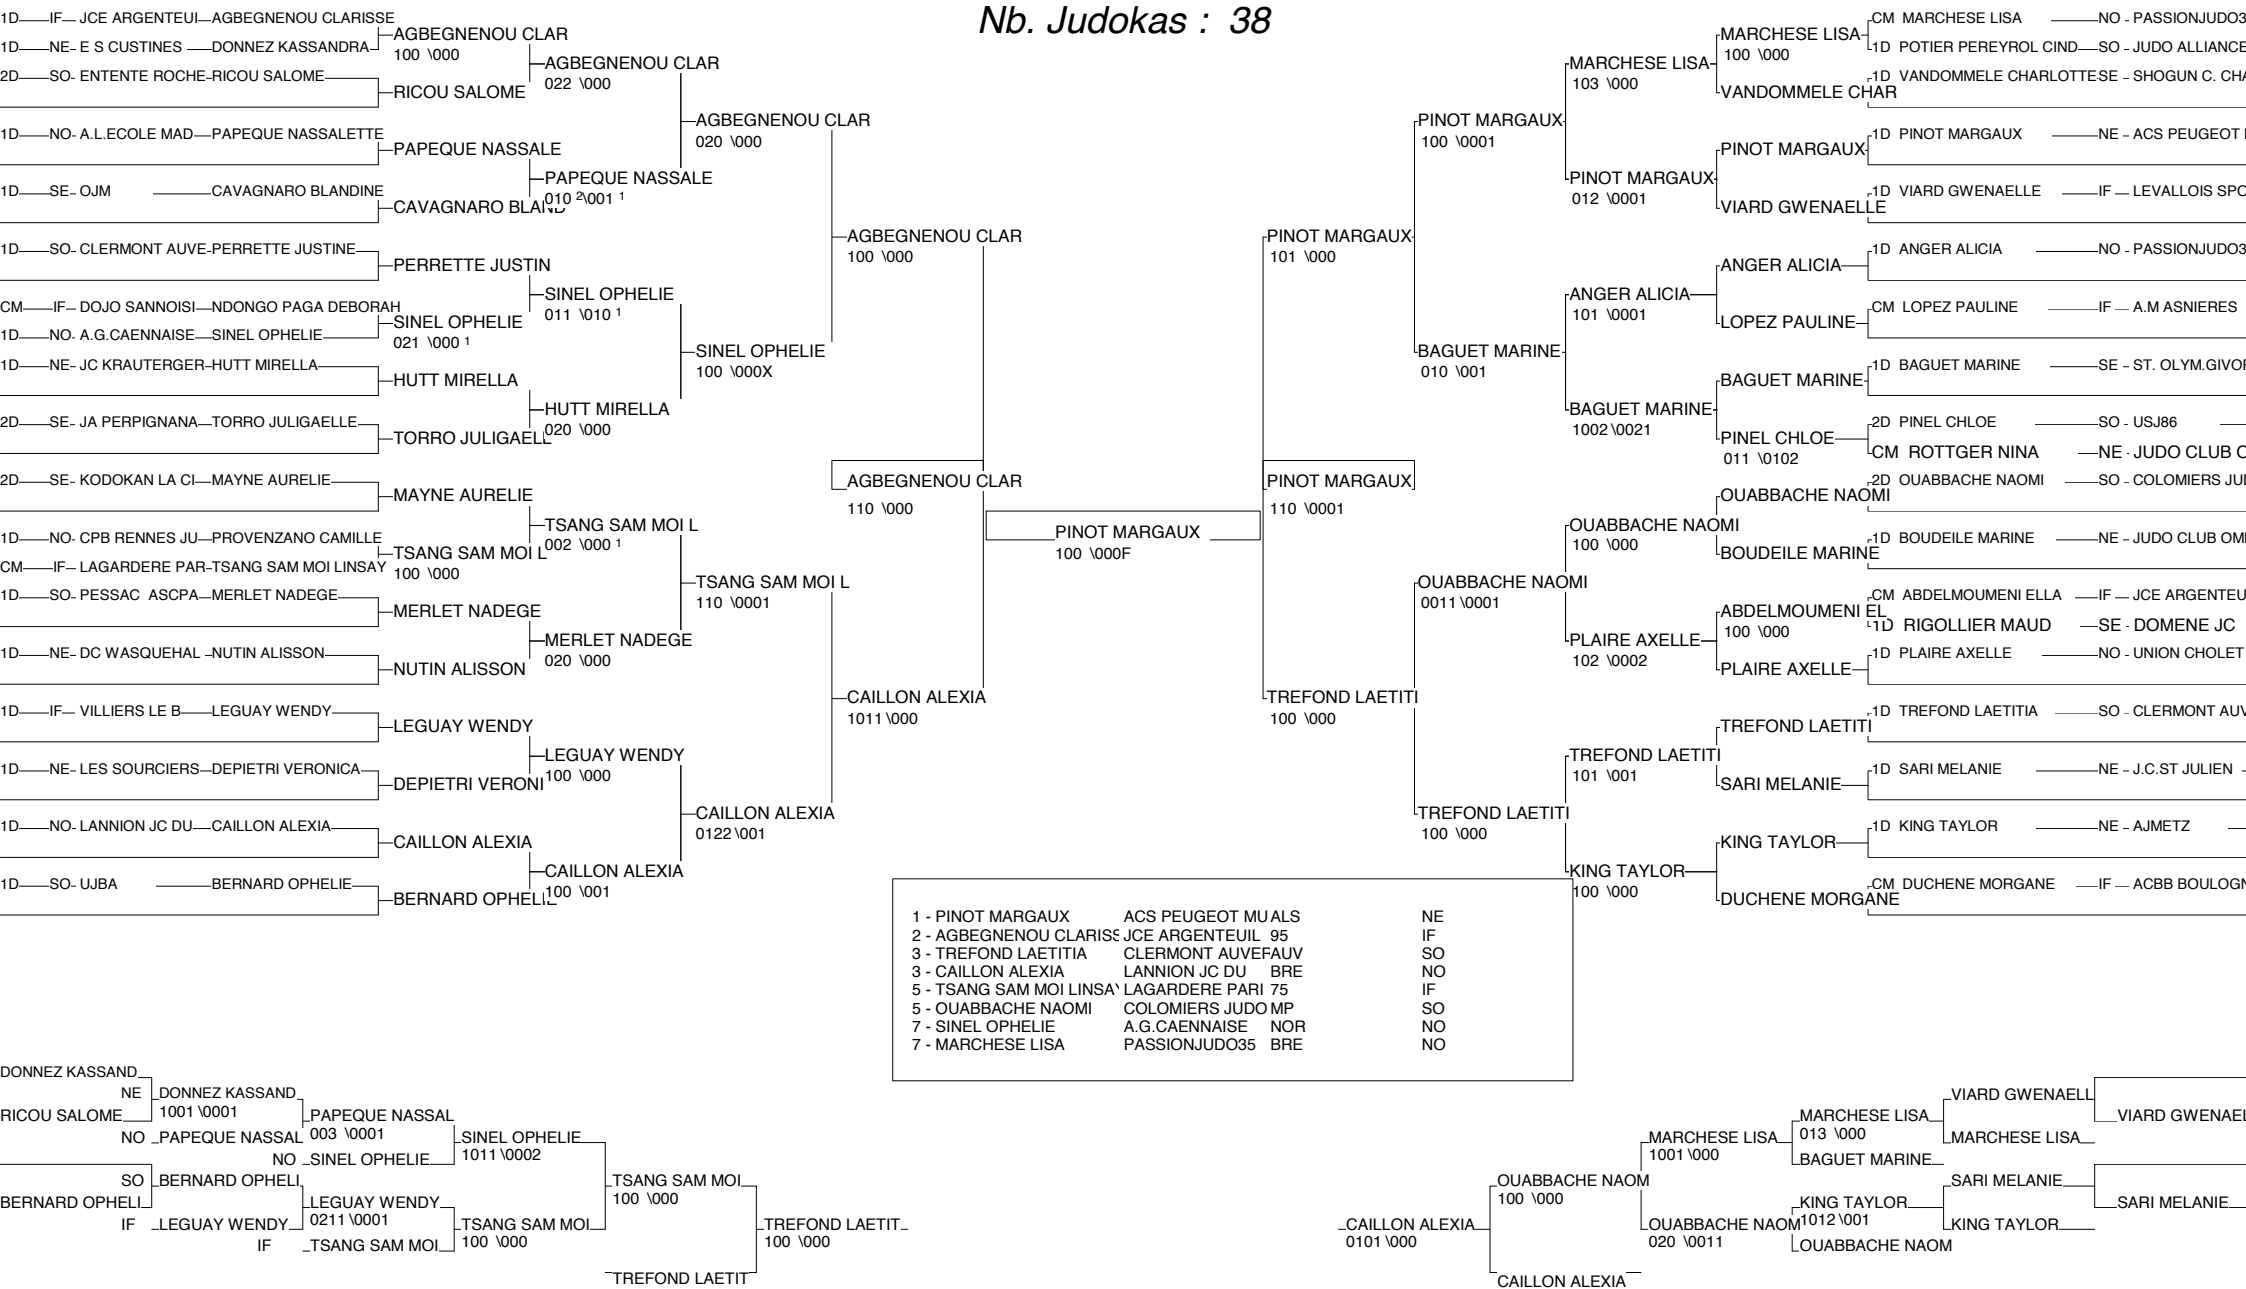 Nb. Judokas : 38
1D IF JCE ARGENTEUI AGBEGNENOU CLARISSE
1D NE E S CUSTINES DONNEZ KASSANDRA
2D SO ENTENTE ROCHE RICOU SALOME
1D NO A.L.ECOLE MAD PAPEQUE NASSALETTE
1D SE OJM CAVAGNARO BLANDINE
1D SO CLERMONT AUVE PERRETTE JUSTINE
CM IF DOJO SANNOISI NDONGO PAGA DEBORAH
1D NO A.G.CAENNAISE SINEL OPHELIE
1D NE JC KRAUTERGER HUTT MIRELLA
2D SE JA PERPIGNANA TORRO JULIGAELLE
2D SE KODOKAN LA CI MAYNE AURELIE
1D NO CPB RENNES JU PROVENZANO CAMILLE
CM IF LAGARDERE PAR TSANG SAM MOI LINSAY
1D SO PESSAC ASCPA MERLET NADEGE
1D NE DC WASQUEHAL NUTIN ALISSON
1D IF VILLIERS LE B LEGUAY WENDY
1D NE LES SOURCIERS DEPIETRI VERONICA
1D NO LANNION JC DU CAILLON ALEXIA
1D SO UJBA BERNARD OPHELIE
AGBEGNENOU CLAR
100 \000
RICOU SALOME
PAPEQUE NASSALE
CAVAGNARO BLAND
PERRETTE JUSTIN
SINEL OPHELIE
021 \000 1
HUTT MIRELLA
TORRO JULIGAELL
MAYNE AURELIE
TSANG SAM MOI L
100 \000
MERLET NADEGE
NUTIN ALISSON
LEGUAY WENDY
DEPIETRI VERONI
CAILLON ALEXIA
BERNARD OPHELIE
AGBEGNENOU CLAR
022 \000
PAPEQUE NASSALE
010 2\001 1
SINEL OPHELIE
011 \010 1
HUTT MIRELLA
020 \000
TSANG SAM MOI L
002 \000 1
MERLET NADEGE
020 \000
LEGUAY WENDY
100 \000
CAILLON ALEXIA
100 \001
AGBEGNENOU CLAR
020 \000
SINEL OPHELIE
100 \000X
TSANG SAM MOI L
110 \0001
CAILLON ALEXIA
0122\001
AGBEGNENOU CLAR
100 \000
CAILLON ALEXIA
1011\000
AGBEGNENOU CLAR
110 \000
PINOT MARGAUX
100 \000F
PINOT MARGAUX
110 \0001
PINOT MARGAUX
101 \000
TREFOND LAETITI
100 \000
PINOT MARGAUX
100 \0001
BAGUET MARINE
010 \001
OUABBACHE NAOMI
0011\0001
TREFOND LAETITI
100 \000
MARCHESE LISA
103 \000
PINOT MARGAUX
012 \0001
ANGER ALICIA
101 \0001
BAGUET MARINE
1002\0021
OUABBACHE NAOMI
100 \000
PLAIRE AXELLE
102 \0002
TREFOND LAETITI
101 \001
KING TAYLOR
100 \000
MARCHESE LISA
100 \000
VANDOMMELE CHAR
PINOT MARGAUX
VIARD GWENAELLE
ANGER ALICIA
LOPEZ PAULINE
BAGUET MARINE
PINEL CHLOE
011 \0102
OUABBACHE NAOMI
BOUDEILE MARINE
ABDELMOUMENI EL
100 \000
PLAIRE AXELLE
TREFOND LAETITI
SARI MELANIE
KING TAYLOR
DUCHENE MORGANE
CM MARCHESE LISA NO - PASSIONJUDO3
1D POTIER PEREYROL CIND SO - JUDO ALLIANCE
1D VANDOMMELE CHARLOTTE SE - SHOGUN C. CHA
1D PINOT MARGAUX NE - ACS PEUGEOT
1D VIARD GWENAELLE IF - LEVALLOIS SPO
1D ANGER ALICIA NO - PASSIONJUDO3
CM LOPEZ PAULINE IF - A.M ASNIERES
1D BAGUET MARINE SE - ST. OLYM.GIVOR
2D PINEL CHLOE SO - USJ86
CM ROTTGER NINA NE - JUDO CLUB O
2D OUABBACHE NAOMI SO - COLOMIERS JUD
1D BOUDEILE MARINE NE - JUDO CLUB OM
CM ABDELMOUMENI ELLA IF - JCE ARGENTEU
1D RIGOLLIER MAUD SE - DOMENE JC
1D PLAIRE AXELLE NO - UNION CHOLET
1D TREFOND LAETITIA SO - CLERMONT AUV
1D SARI MELANIE NE - J.C.ST JULIEN
1D KING TAYLOR NE - AJMETZ
CM DUCHENE MORGANE IF - ACBB BOULOGN
1 - PINOT MARGAUX ACS PEUGEOT MU ALS NE
2 - AGBEGNENOU CLARISS JCE ARGENTEUIL 95 IF
3 - TREFOND LAETITIA CLERMONT AUVER AUV SO
3 - CAILLON ALEXIA LANNION JC DU BRE NO
5 - TSANG SAM MOI LINSAY LAGARDERE PARI 75 IF
5 - OUABBACHE NAOMI COLOMIERS JUDO MP SO
7 - SINEL OPHELIE A.G.CAENNAISE NOR NO
7 - MARCHESE LISA PASSIONJUDO35 BRE NO
DONNEZ KASSAND
NE
RICOU SALOME
NO
SO
BERNARD OPHELI
IF
DONNEZ KASSAND
1001\0001
PAPEQUE NASSAL
NO
BERNARD OPHELI
LEGUAY WENDY
IF
PAPEQUE NASSAL
003 \0001
SINEL OPHELIE
LEGUAY WENDY
0211\0001
TSANG SAM MOI
SINEL OPHELIE
1011\0002
TSANG SAM MOI
100 \000
TSANG SAM MOI
100 \000
TREFOND LAETIT
TREFOND LAETIT
100 \000
CAILLON ALEXIA
0101\000
OUABBACHE NAOM
100 \000
CAILLON ALEXIA
MARCHESE LISA
1001\000
OUABBACHE NAOM
020 \0011
MARCHESE LISA
013 \000
BAGUET MARINE
KING TAYLOR
1012\001
OUABBACHE NAOM
VIARD GWENAELL
MARCHESE LISA
SARI MELANIE
KING TAYLOR
VIARD GWENAEL
SARI MELANIE